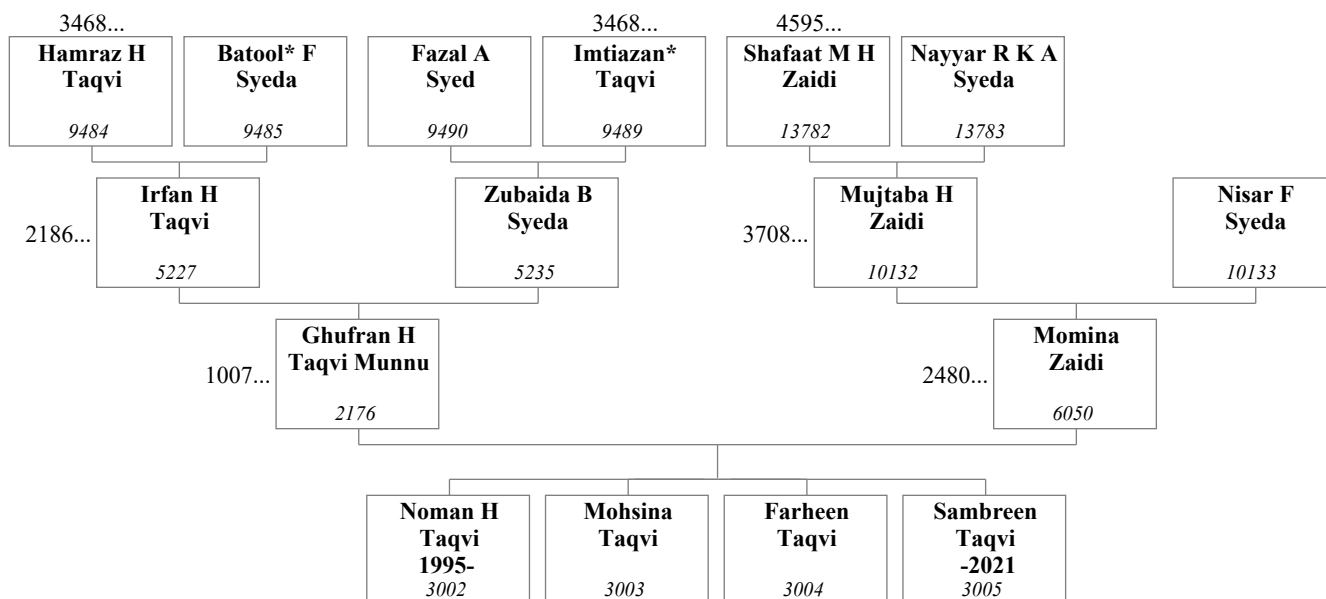 3468...
3468...
4595...
Hamraz H
Taqvi
9484
Batool* F
Syeda
9485
Fazal A
Syed
9490
Imtiazan*
Taqvi
9489
Shafaat M H
Zaidi
13782
Nayyar R K A
Syeda
13783
2186...
Irfan H
Taqvi
5227
Zubaida B
Syeda
5235
3708...
Mujtaba H
Zaidi
10132
Nisar F
Syeda
10133
1007...
Ghufran H
Taqvi Munnu
2176
2480...
Momina
Zaidi
6050
Noman H
Taqvi
1995-
3002
Mohsina
Taqvi
3003
Farheen
Taqvi
3004
Sambreen
Taqvi
-2021
3005